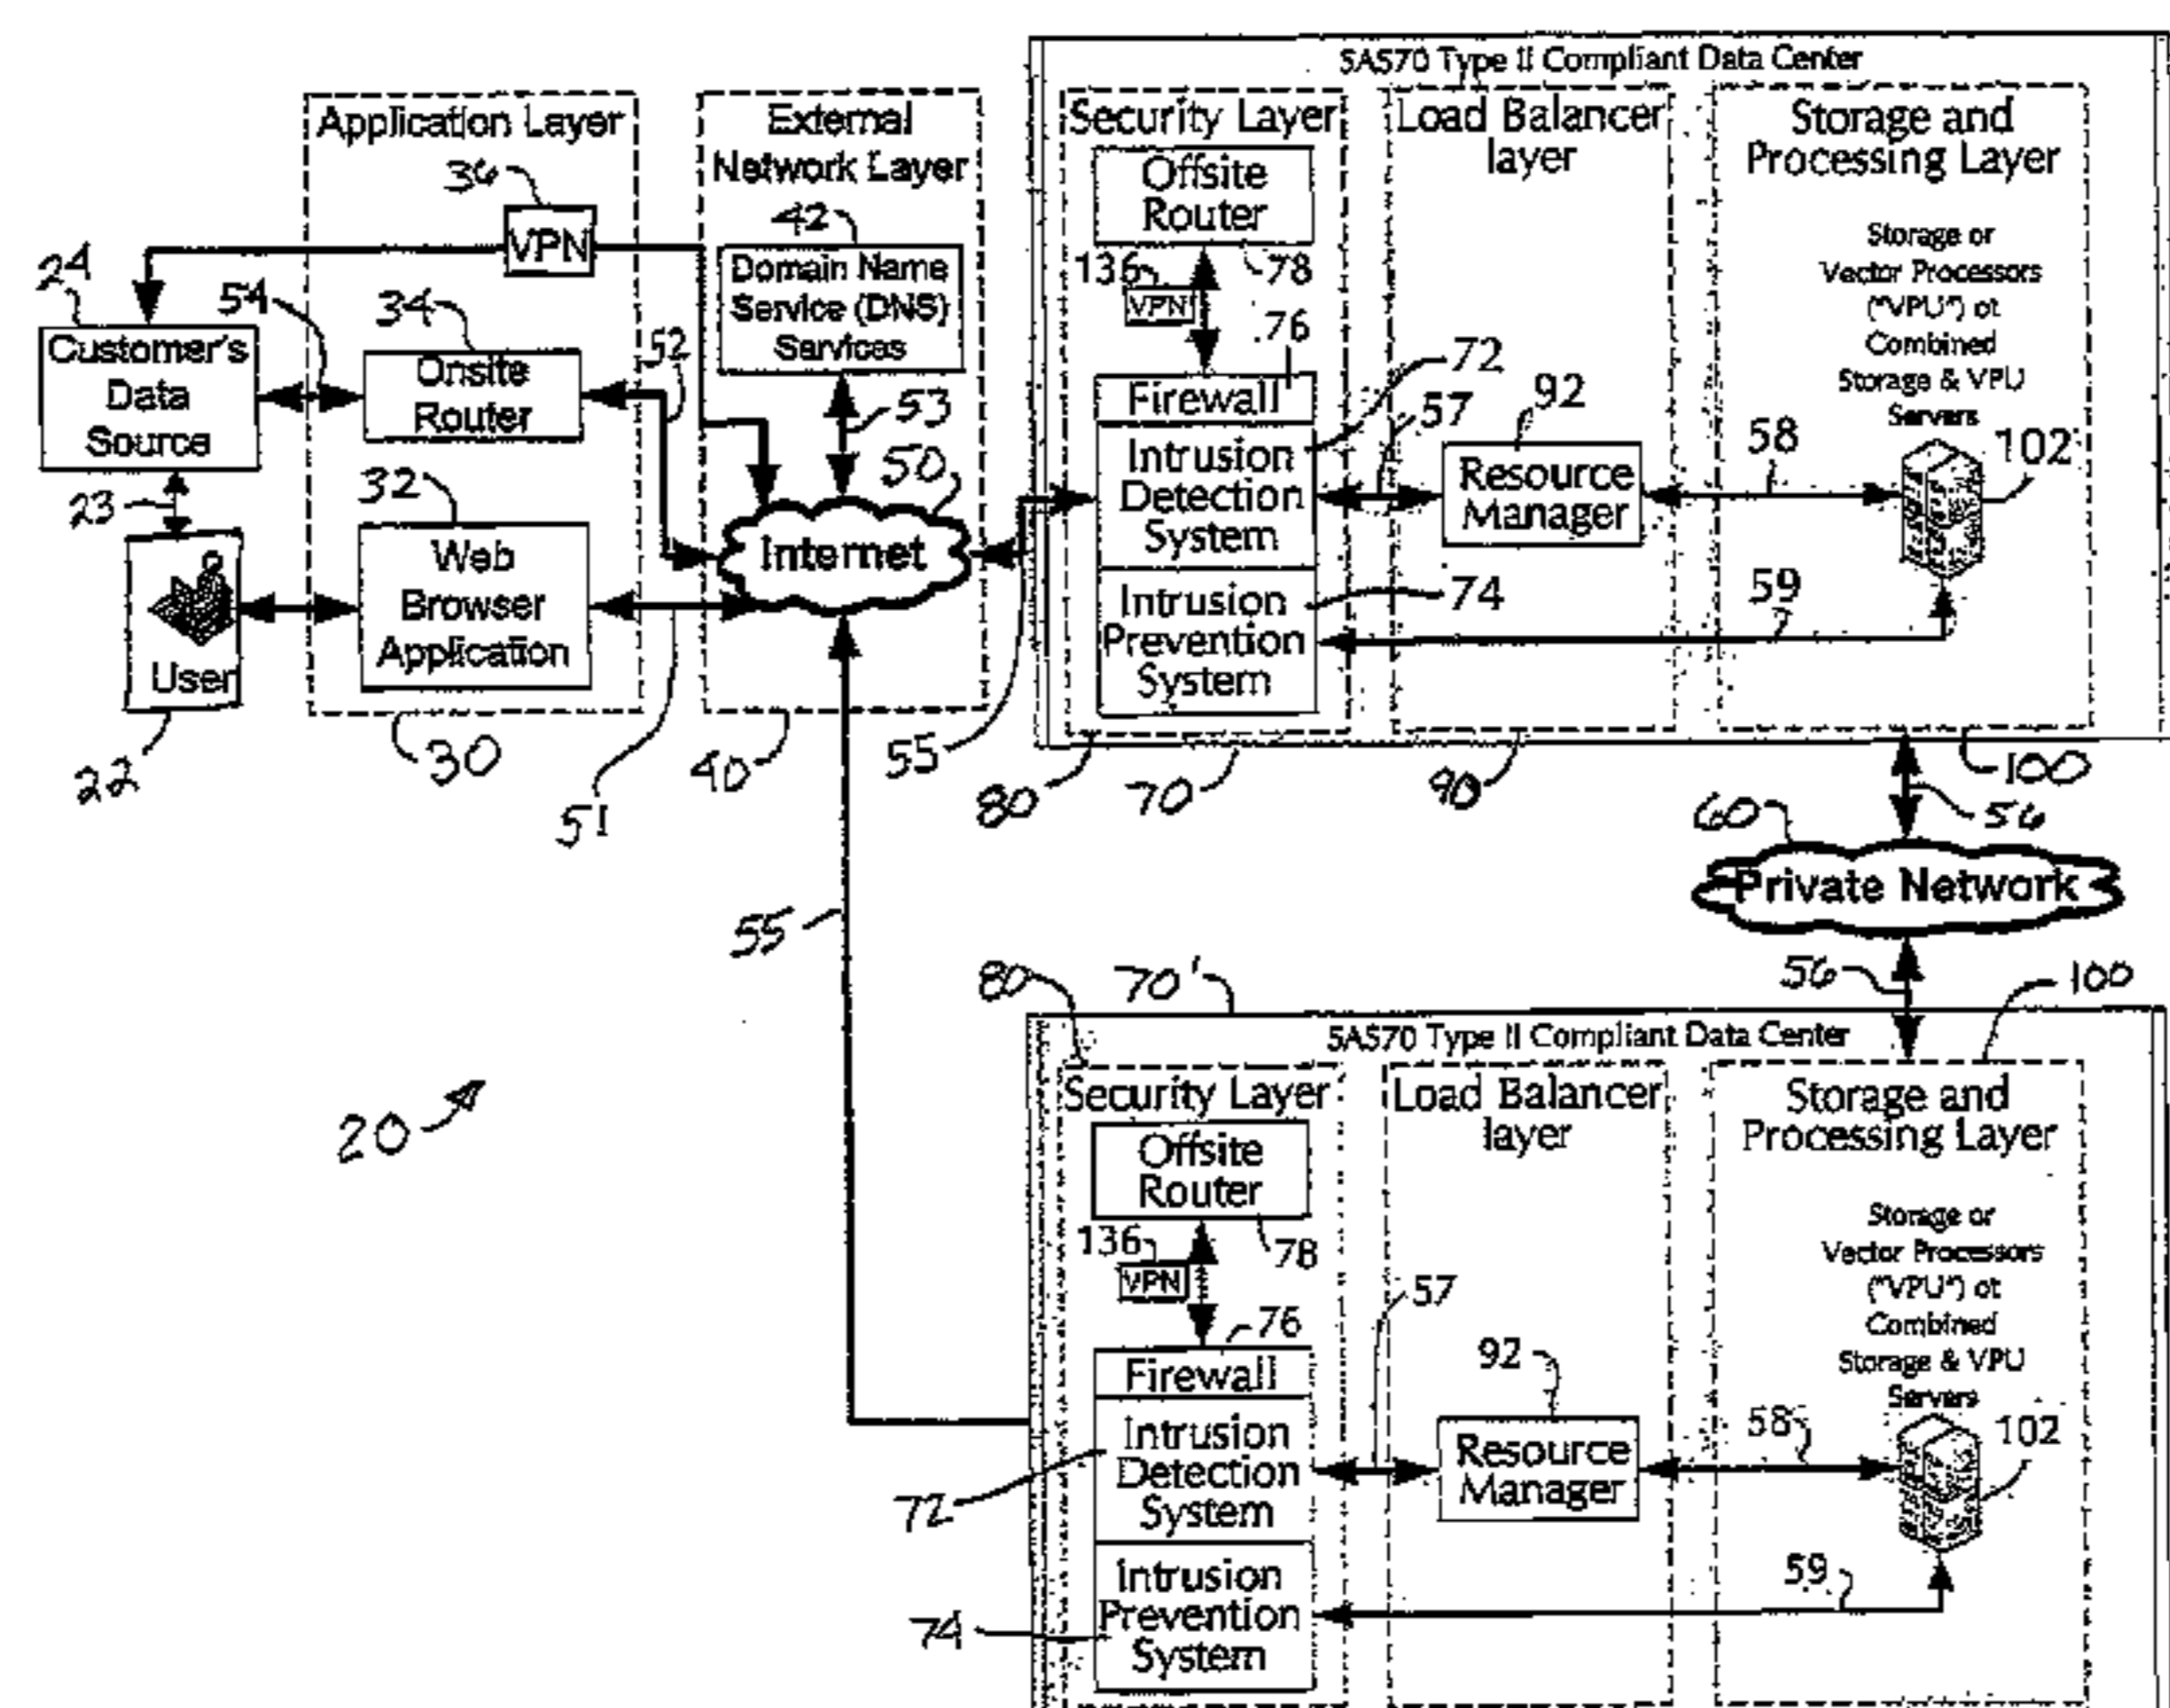 SAS70 Type II Compliant Data Center
Application Layer
External
Network Layer
Security Layer
Load Balancer
layer
Storage and
Processing Layer
36
VPN
42
Domain Name
Service (DNS)
Services
24
54
Customer's
Data
Source
34
Onsite
Router
52
53
50
Internet
23
32
Web
Browser
Application
User
22
30
51
40
55
Offsite
Router
136
VPN
78
76
Firewall
72
Intrusion
Detection
System
57
74
Intrusion
Prevention
System
92
Resource
Manager
58
59
Storage or
Vector Processors
("VPU") ot
Combined
Storage & VPU
Servers
102
80
70
90
100
56
60
Private Network
56
55
20
80
70'
100
SAS70 Type II Compliant Data Center
Security Layer
Load Balancer
layer
Storage and
Processing Layer
Offsite
Router
136
VPN
78
76
Firewall
Intrusion
Detection
System
72
57
Intrusion
Prevention
System
74
92
Resource
Manager
58
59
Storage or
Vector Processors
("VPU") ot
Combined
Storage & VPU
Servers
102